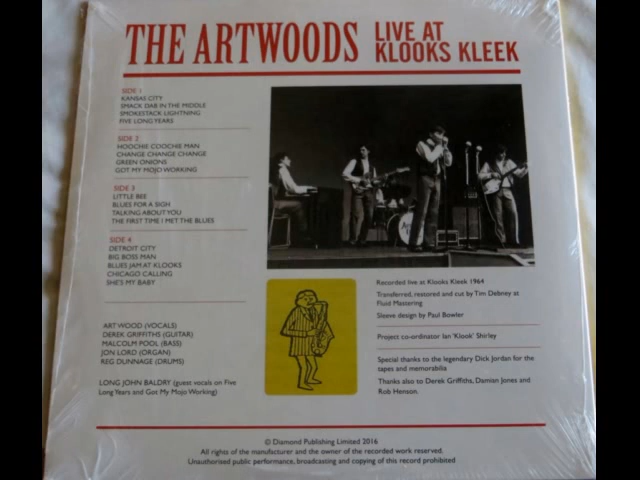 THE ARTWOODS LIVE AT
KLOOKS KLEEK
SIDE 1
KANSAS CITY
SMACK DAB IN THE MIDDLE
SMOKESTACK LIGHTNING
FIVE LONG YEARS
SIDE 2
HOOCHIE COOCHIE MAN
CHANGE CHANGE CHANGE
GREEN ONIONS
GOT MY MOJO WORKING
SIDE 3
LITTLE BEE
BLUES FOR A SIGH
TALKING ABOUT YOU
THE FIRST TIME I MET THE BLUES
SIDE 4
DETROIT CITY
BIG BOSS MAN
BLUES JAM AT KLOOKS
CHICAGO CALLING
SHE'S MY BABY
ART WOOD (VOCALS)
DEREK GRIFFITHS (GUITAR)
MALCOLM POOL (BASS)
JON LORD (ORGAN)
REG DUNNAGE (DRUMS)
LONG JOHN BALDRY (guest vocals on Five
Long Years and Got My Mojo Working)
Recorded live at Klooks Kleek 1964
Transferred, restored and cut by Tim Debney at
Fluid Mastering
Sleeve design by Paul Bowler
Project co-ordinator Ian 'Klook' Shirley
Special thanks to the legendary Dick Jordan for the
tapes and memorabilia
Thanks also to Derek Griffiths, Damian Jones and
Rob Henson.
© Diamond Publishing Limited 2016
All rights of the manufacturer and the owner of the recorded work reserved.
Unauthorised public performance, broadcasting and copying of this record prohibited